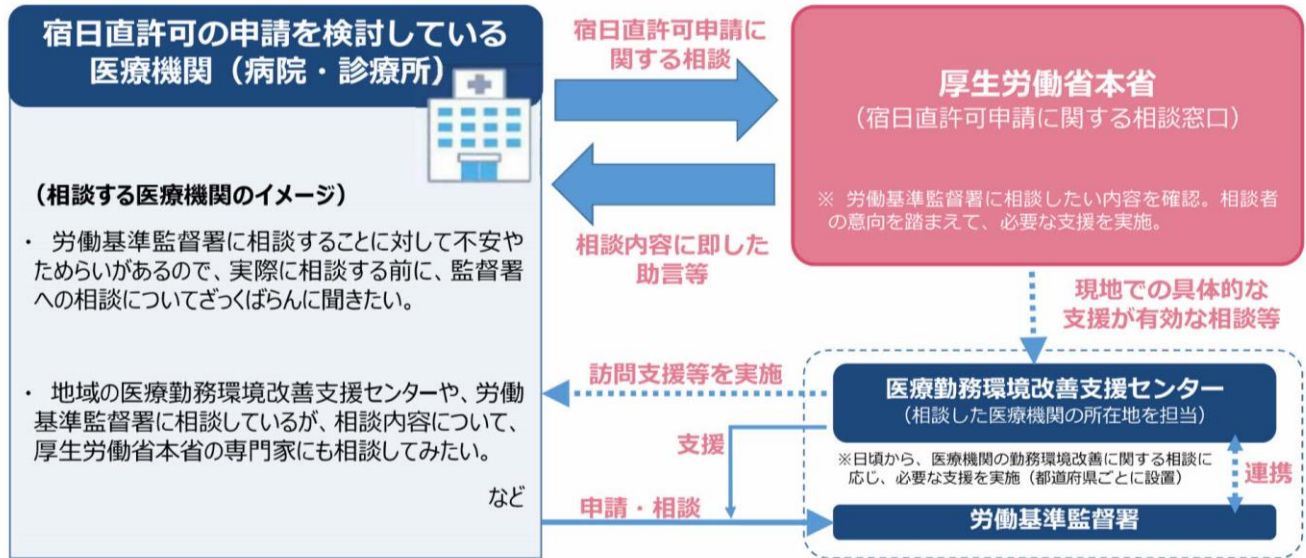 宿日直許可の申請を検討している
医療機関（病院・診療所）
（相談する医療機関のイメージ）
・ 労働基準監督署に相談することに対して不安や
ためらいがあるので、実際に相談する前に、監督署
への相談についてざっくばらんに聞きたい。
・ 地域の医療勤務環境改善支援センターや、労働
基準監督署に相談しているが、相談内容について、
厚生労働省本省の専門家にも相談してみたい。
など
宿日直許可申請に
関する相談
相談内容に即した
助言等
厚生労働省本省
（宿日直許可申請に関する相談窓口）
※ 労働基準監督署に相談したい内容を確認。相談者
の意向を踏まえて、必要な支援を実施。
現地での具体的な
支援が有効な相談等
訪問支援等を実施
医療勤務環境改善支援センター
（相談した医療機関の所在地を担当）
※日頃から、医療機関の勤務環境改善に関する相談に
応じ、必要な支援を実施（都道府県ごとに設置）
支援
連携
申請・相談
労働基準監督署